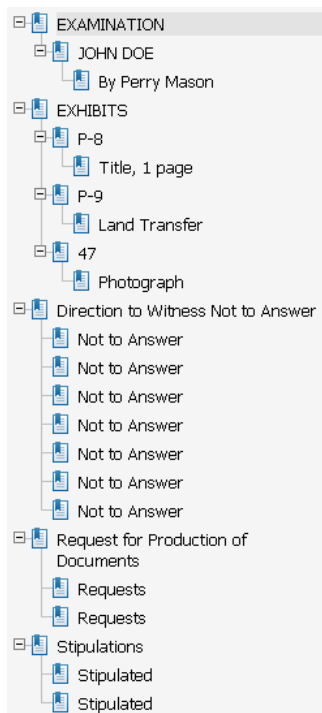 EXAMINATION
JOHN DOE
By Perry Mason
EXHIBITS
P-8
Title, 1 page
P-9
Land Transfer
47
Photograph
Direction to Witness Not to Answer
Not to Answer
Not to Answer
Not to Answer
Not to Answer
Not to Answer
Not to Answer
Not to Answer
Request for Production of
Documents
Requests
Requests
Stipulations
Stipulated
Stipulated